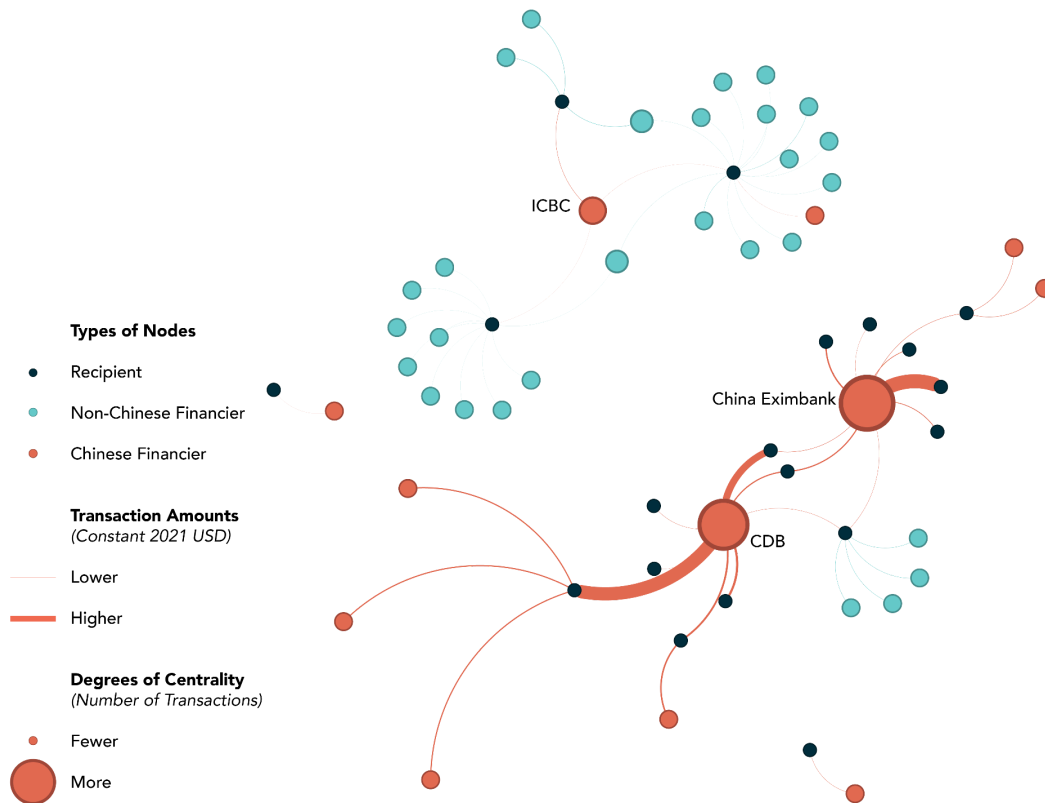 ICBC
Types of Nodes
Recipient
China Eximbank
Non-Chinese Financier
Chinese Financier
Transaction Amounts
(Constant 2021 USD)
CDB
Lower
Higher
Degrees of Centrality
(Number of Transactions)
Fewer
More